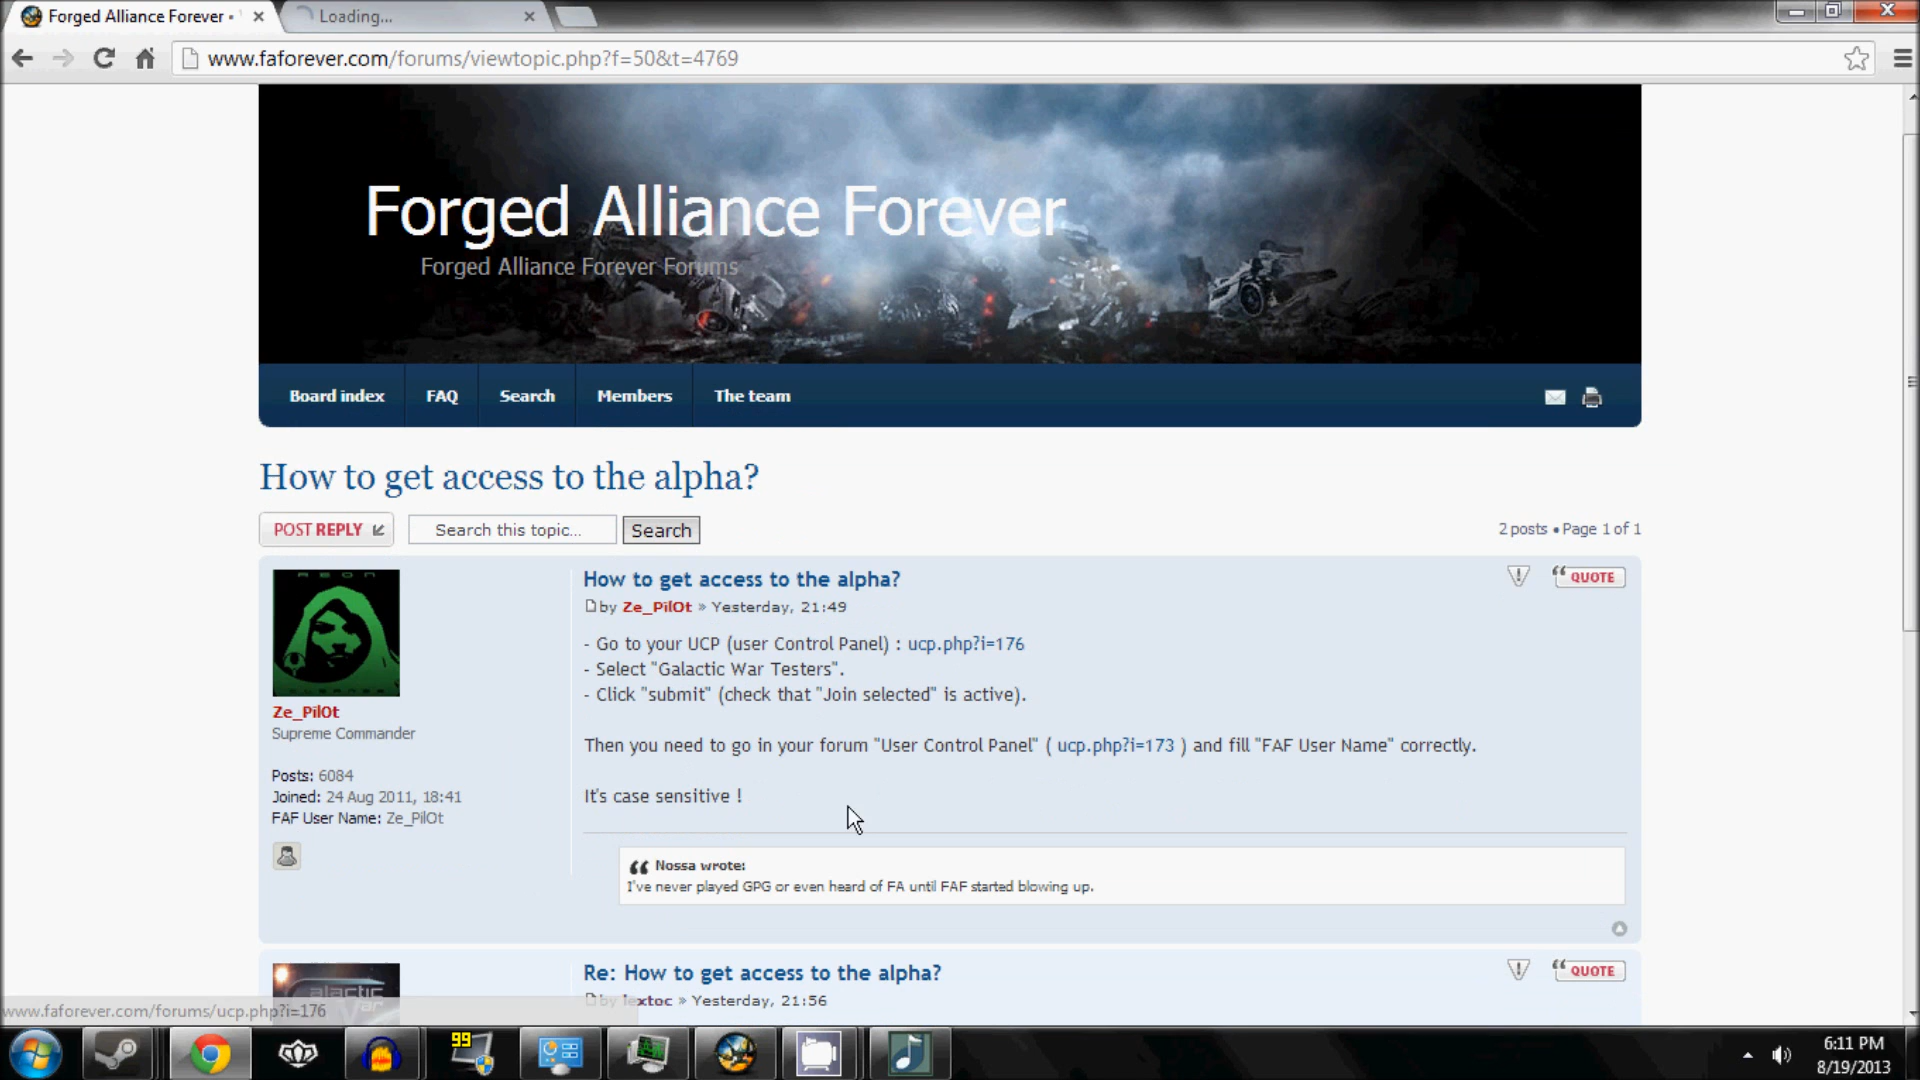 Forged Alliance Forever •
Loading...
www.faforever.com/forums/viewtopic.php?f=50&t=4769
Forged Alliance Forever
Forged Alliance Forever Forums
Board index
FAQ
Search
Members
The team
How to get access to the alpha?
POST REPLY
Search this topic...
Search
2 posts • Page 1 of 1
AEON
Ze_PilOt
Supreme Commander
Posts: 6084
Joined: 24 Aug 2011, 18:41
FAF User Name: Ze_PilOt
How to get access to the alpha?
QUOTE
by Ze_PilOt » Yesterday, 21:49
- Go to your UCP (user Control Panel) : ucp.php?i=176
- Select "Galactic War Testers".
- Click "submit" (check that "Join selected" is active).
Then you need to go in your forum "User Control Panel" ( ucp.php?i=173 ) and fill "FAF User Name" correctly.
It's case sensitive !
Nossa wrote:
I've never played GPG or even heard of FA until FAF started blowing up.
Re: How to get access to the alpha?
QUOTE
by lextoc » Yesterday, 21:56
www.faforever.com/forums/ucp.php?i=176
99
6:11 PM
8/19/2013